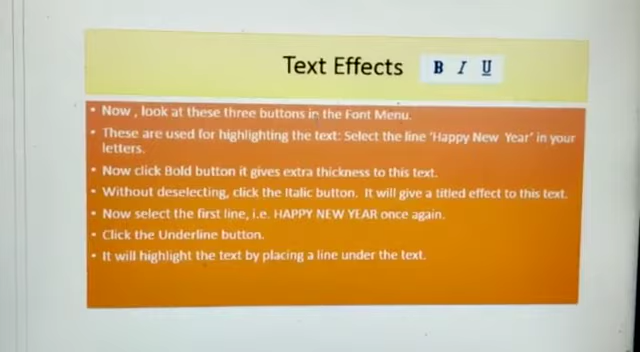 Text Effects B I U
• Now , look at these three buttons in the Font Menu.
• These are used for highlighting the text: Select the line 'Happy New Year' in your
letters.
• Now click Bold button it gives extra thickness to this text.
• Without deselecting, click the Italic button. It will give a titled effect to this text.
• Now select the first line, i.e. HAPPY NEW YEAR once again.
• Click the Underline button.
• It will highlight the text by placing a line under the text.